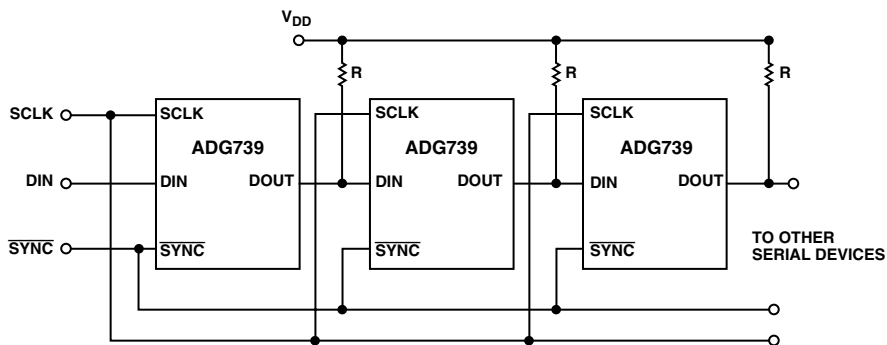 VDD
R
R
R
SCLK
SCLK
ADG739
SCLK
ADG739
SCLK
ADG739
DIN
DIN
DOUT
DIN
DOUT
DIN
DOUT
SYNC
SYNC
SYNC
SYNC
TO OTHER
SERIAL DEVICES